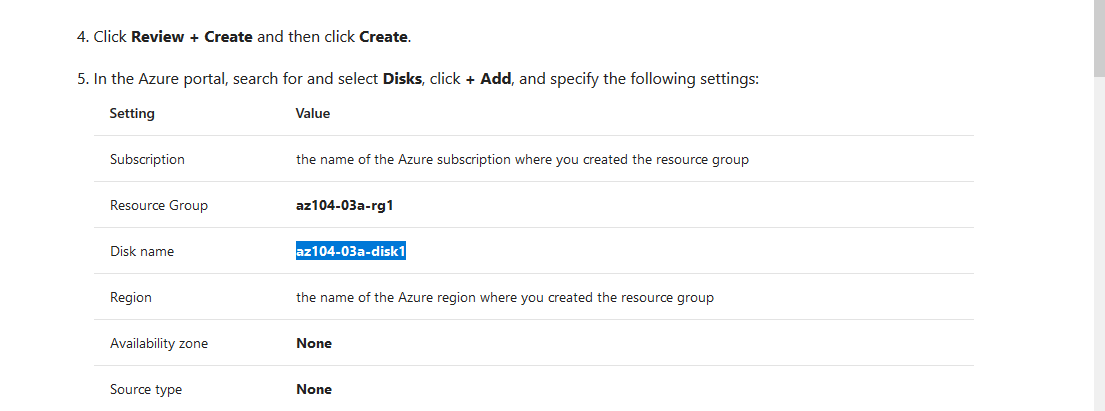 4. Click Review + Create and then click Create.
5. In the Azure portal, search for and select Disks, click + Add, and specify the following settings:
Setting Value
Subscription the name of the Azure subscription where you created the resource group
Resource Group az104-03a-rg1
Disk name az104-03a-disk1
Region the name of the Azure region where you created the resource group
Availability zone None
Source type None